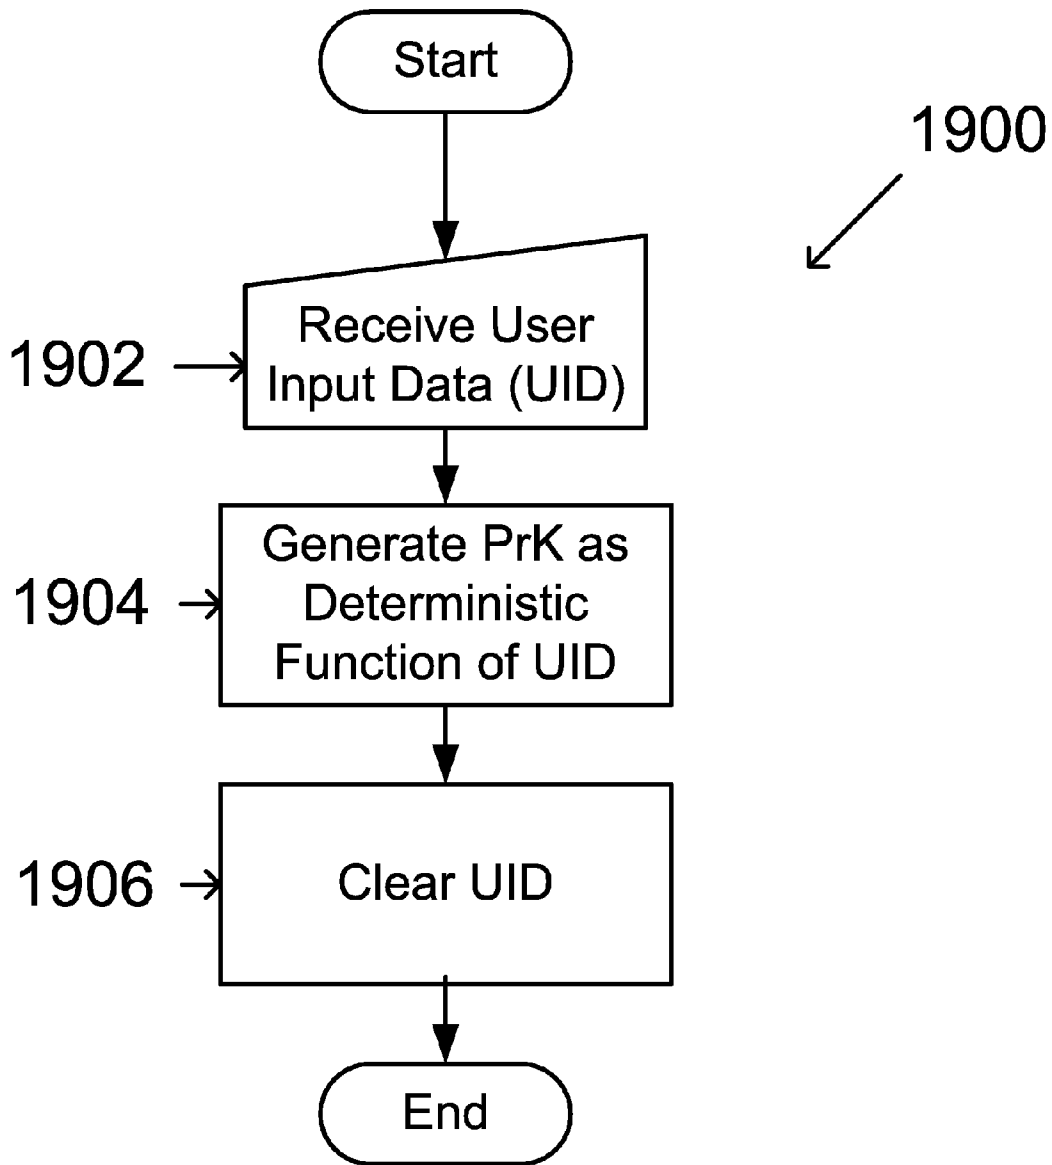 Start
1900
Receive User
Input Data (UID)
1902
Generate PrK as
Deterministic
Function of UID
1904
Clear UID
1906
End